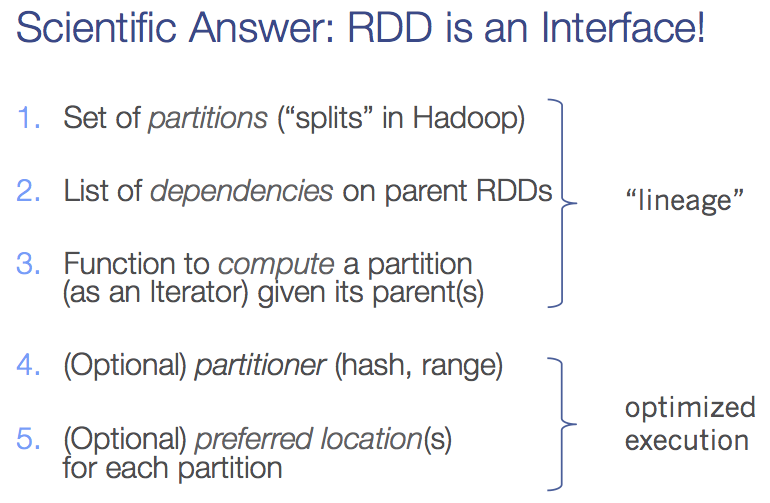 Scientific Answer: RDD is an Interface!
1. Set of partitions (“splits” in Hadoop)
2. List of dependencies on parent RDDs
3. Function to compute a partition
(as an Iterator) given its parent(s)
“lineage”
4. (Optional) partitioner (hash, range)
5. (Optional) preferred location(s)
for each partition
optimized
execution